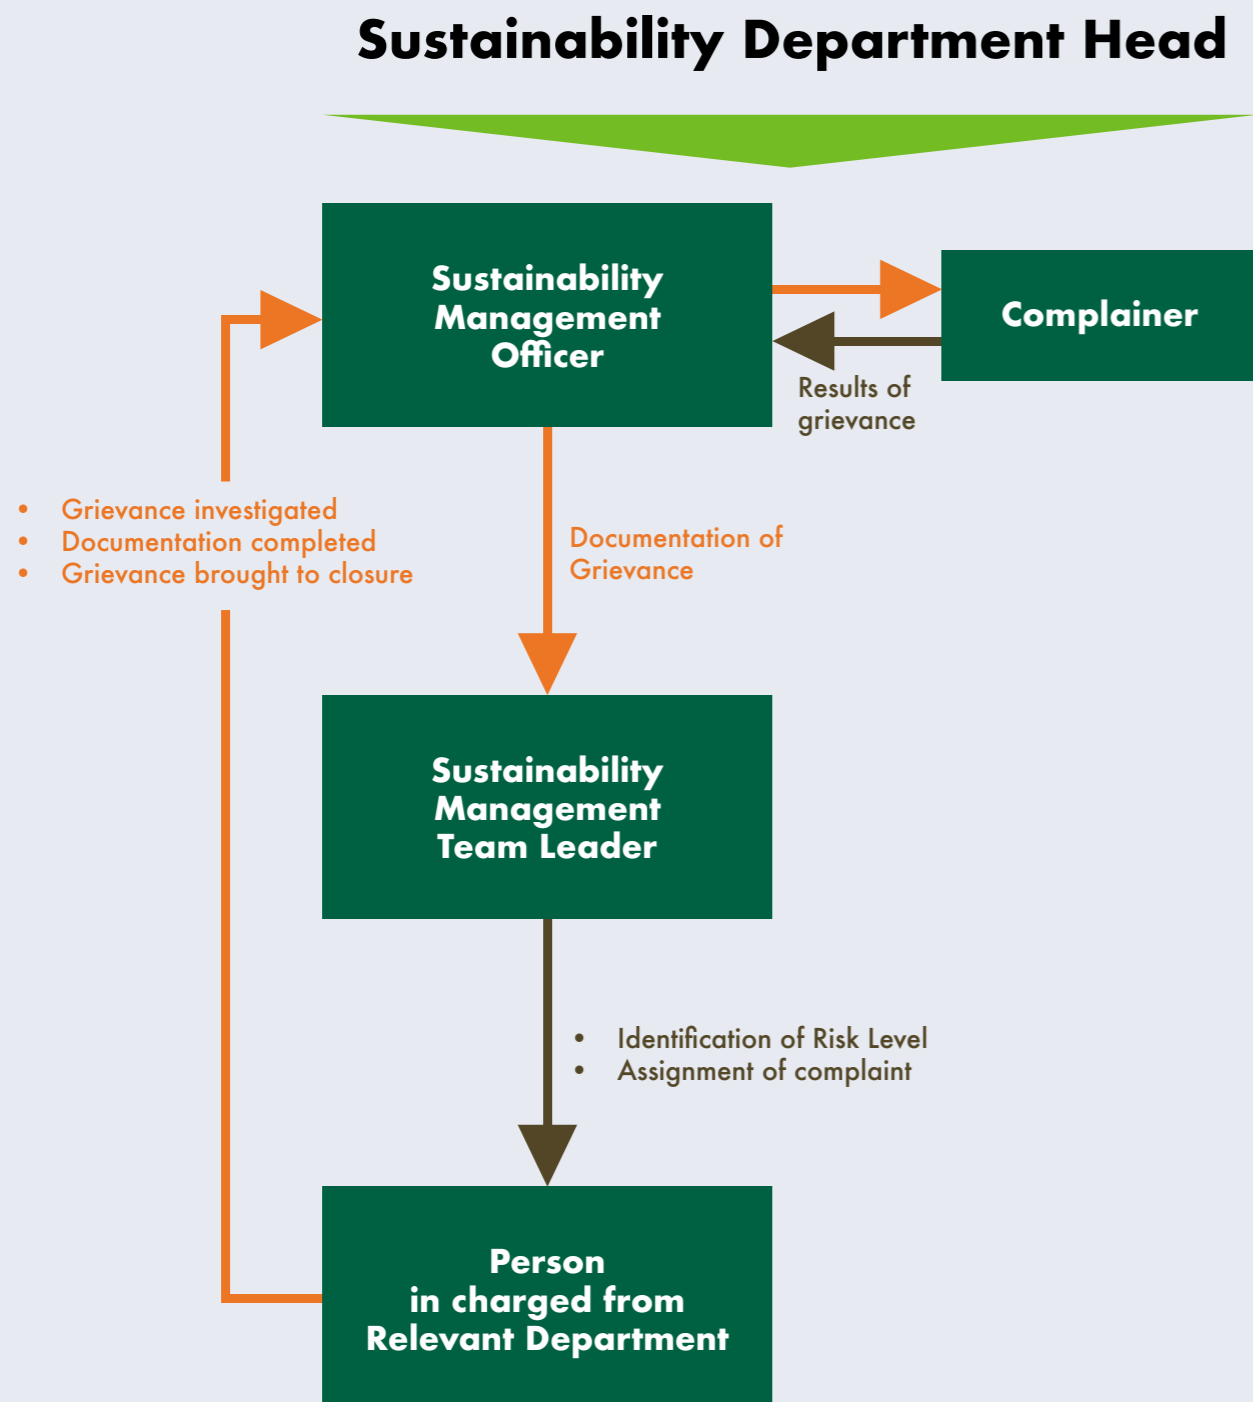 Sustainability Department Head
Sustainability
Management
Officer
Complainer
Results of
grievance
• Grievance investigated
• Documentation completed
• Grievance brought to closure
Documentation of
Grievance
Sustainability
Management
Team Leader
• Identification of Risk Level
• Assignment of complaint
Person
in charged from
Relevant Department